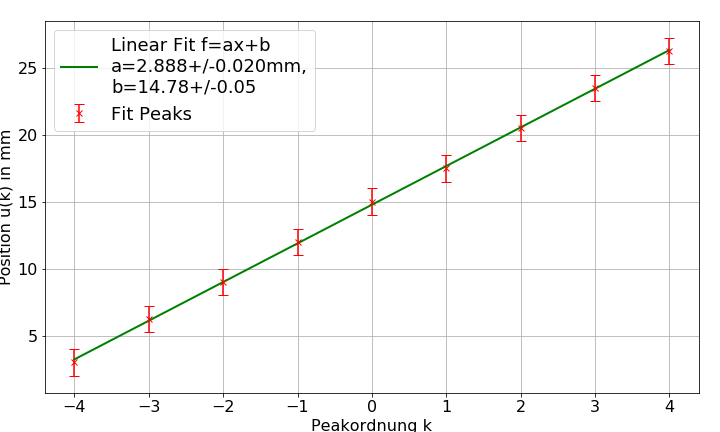 Linear Fit f=ax+b
a=2.888+/-0.020mm,
b=14.78+/-0.05
Fit Peaks
Position u(k) in mm
25
20
15
10
5
−4 −3 −2 −1 0 1 2 3 4
Peakordnung k